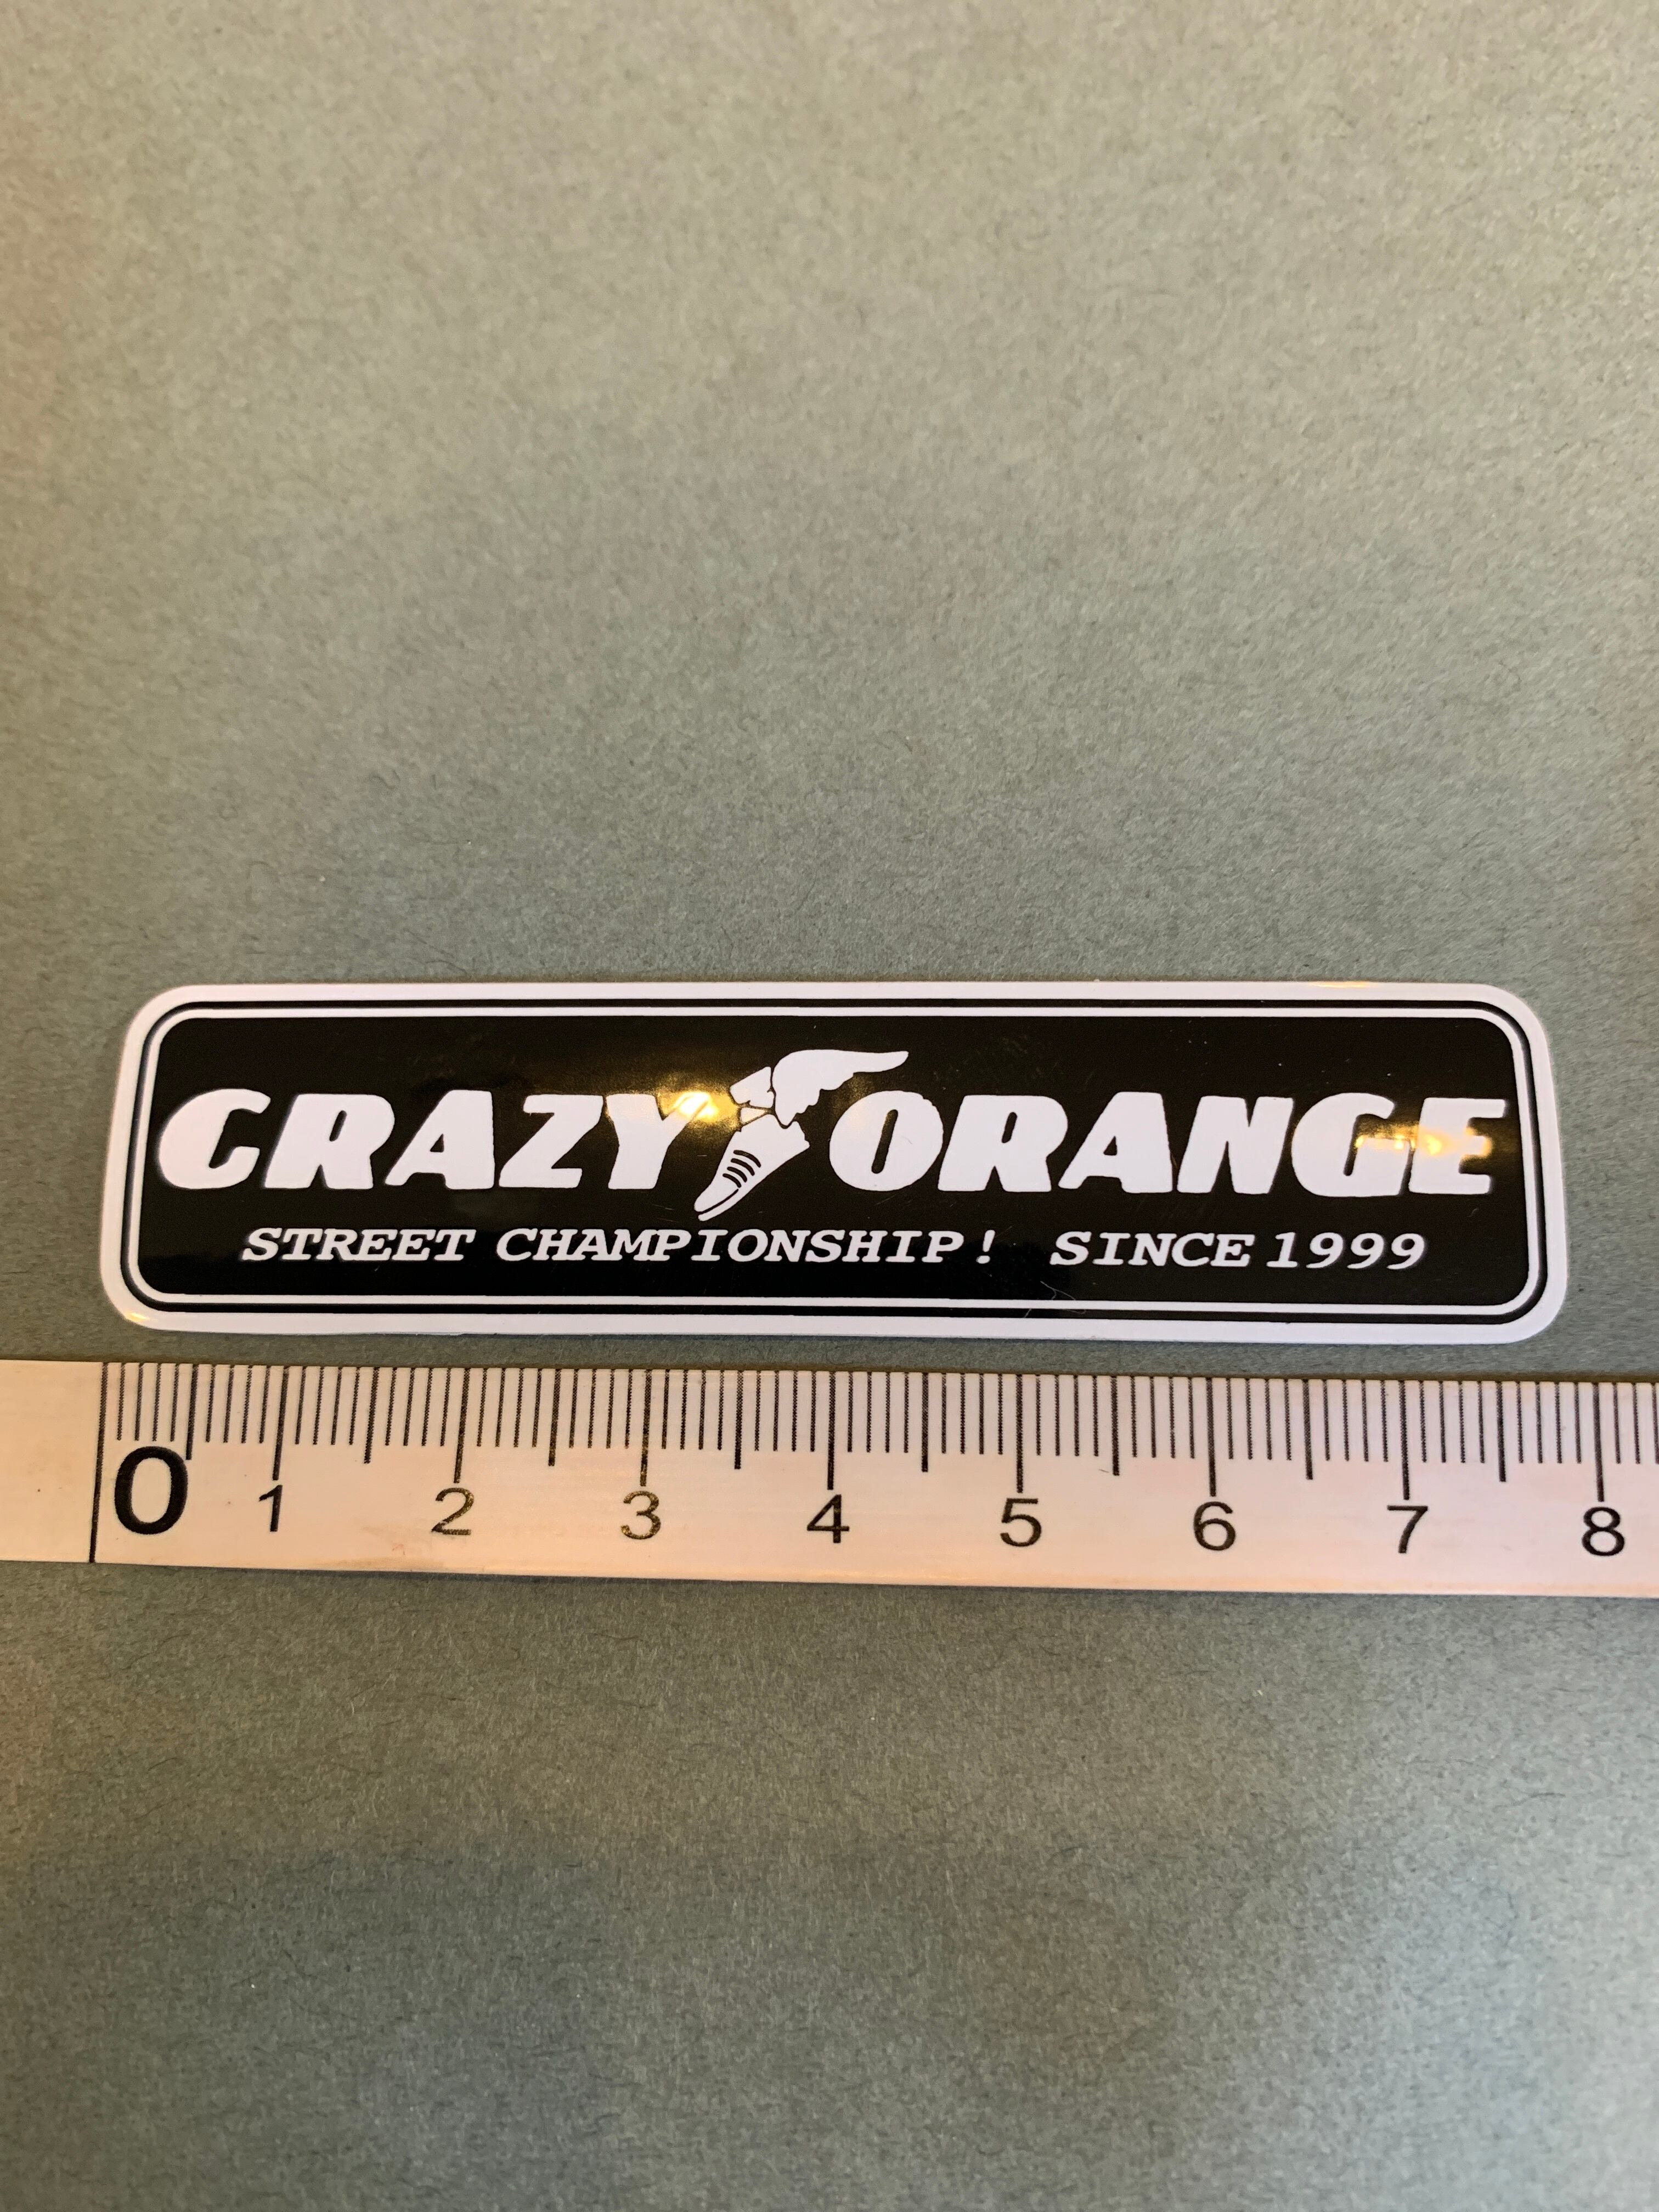 CRAZY ORANGE
STREET CHAMPIONSHIP! SINCE 1999
0 1 2 3 4 5 6 7 8